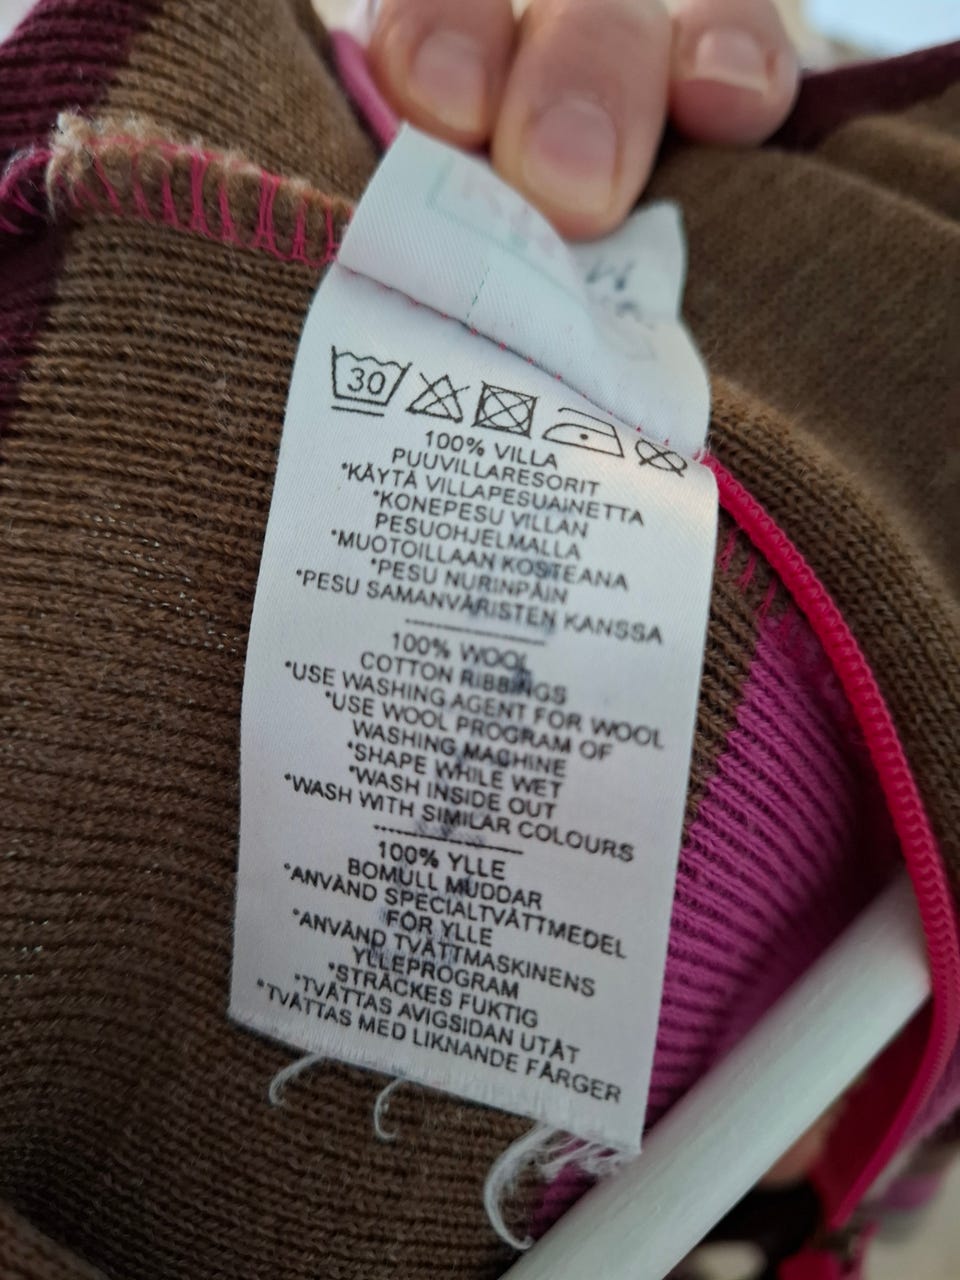 30
100% VILLA
PUUVILLARESORIT
*KÄYTÄ VILLAPESUAINETTA
*KONEPESU VILLAN
PESUOHJELMALLA
*MUOTOILLAAN KOSTEANA
*PESU NURINPÄIN
*PESU SAMANVÄRISTEN KANSSA
100% WOOL
COTTON RIBBINGS
*USE WASHING AGENT FOR WOOL
*USE WOOL PROGRAM OF
WASHING MACHINE
*SHAPE WHILE WET
*WASH INSIDE OUT
*WASH WITH SIMILAR COLOURS
100% YLLE
BOMULL MUDDAR
*ANVÄND SPECIALTVÄTTMEDEL
FÖR YLLE
*ANVÄND TVÄTTMASKINENS
YLLEPROGRAM
*STRÄCKES FUKTIG
*TVÄTTAS AVIGSIDAN UTÅT
*TVÄTTAS MED LIKNANDE FÄRGER